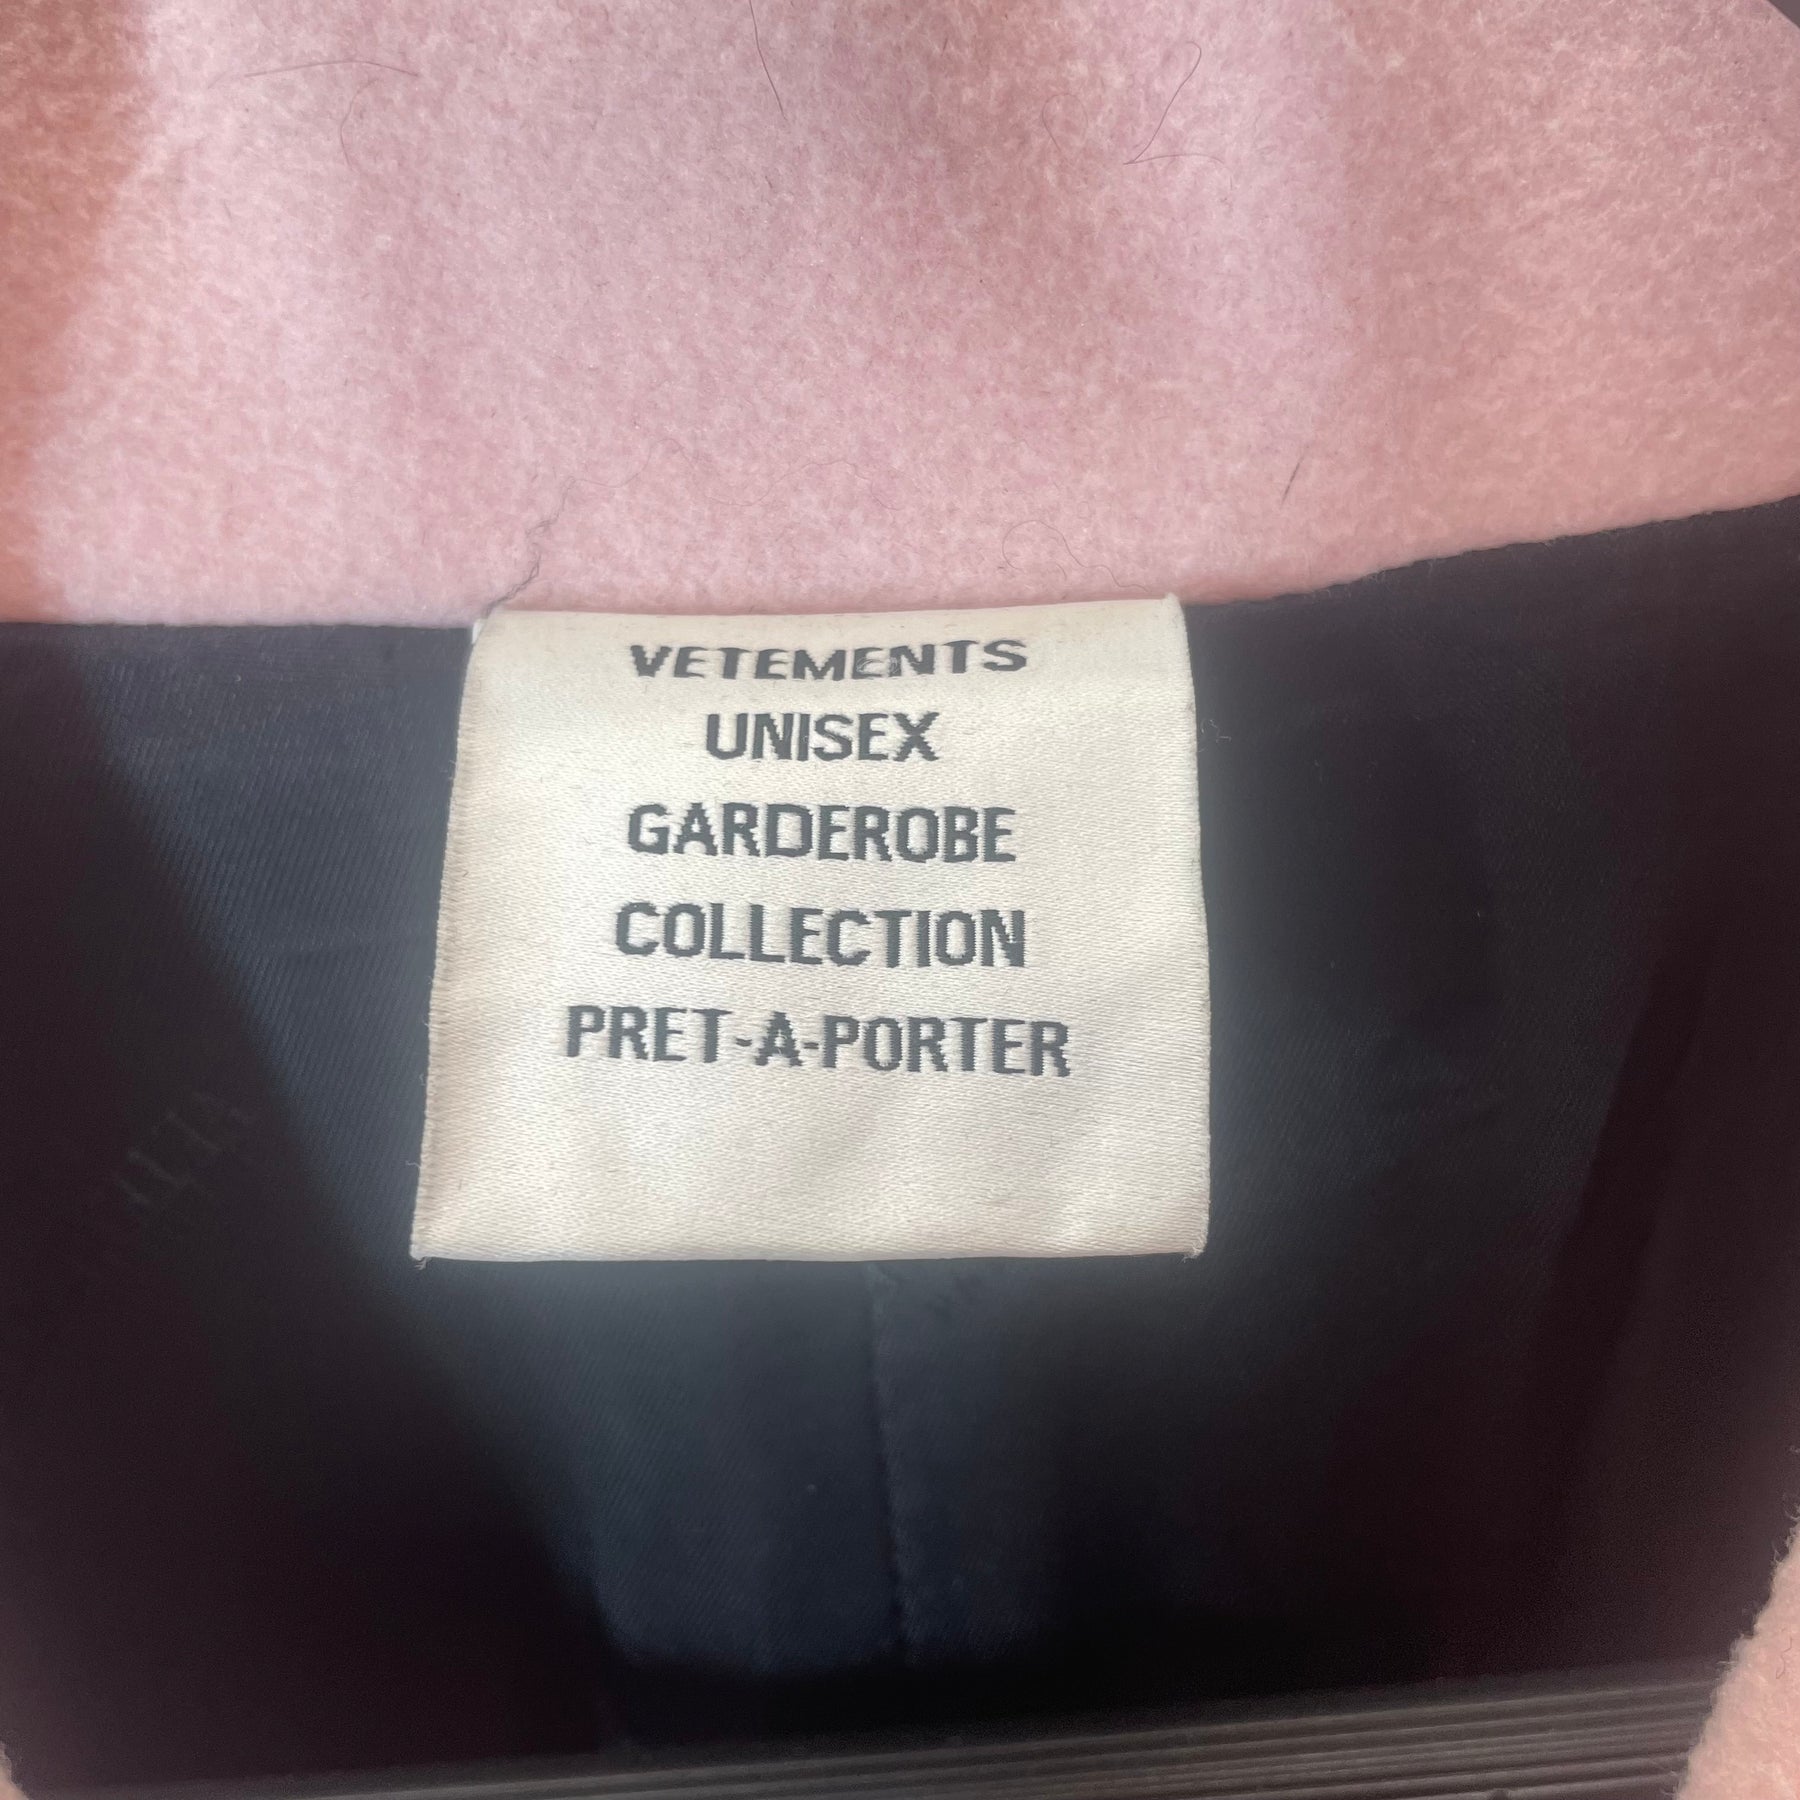 VETEMENTS
UNISEX
GARDEROBE
COLLECTION
PRET-A-PORTER